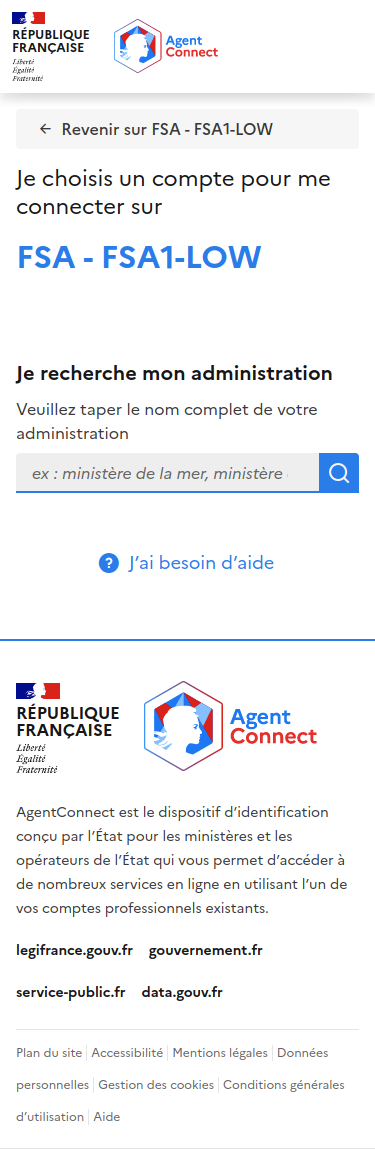 RÉPUBLIQUE
FRANÇAISE
Liberté
Égalité
Fraternité
Agent
Connect
← Revenir sur FSA - FSA1-LOW
Je choisis un compte pour me
connecter sur
FSA - FSA1-LOW
Je recherche mon administration
Veuillez taper le nom complet de votre
administration
ex : ministère de la mer, ministère
? J’ai besoin d’aide
RÉPUBLIQUE
FRANÇAISE
Liberté
Égalité
Fraternité
Agent
Connect
AgentConnect est le dispositif d’identification
conçu par l’État pour les ministères et les
opérateurs de l’État qui vous permet d’accéder à
de nombreux services en ligne en utilisant l’un de
vos comptes professionnels existants.
legifrance.gouv.fr gouvernement.fr
service-public.fr data.gouv.fr
Plan du site Accessibilité Mentions légales Données
personnelles Gestion des cookies Conditions générales
d’utilisation Aide